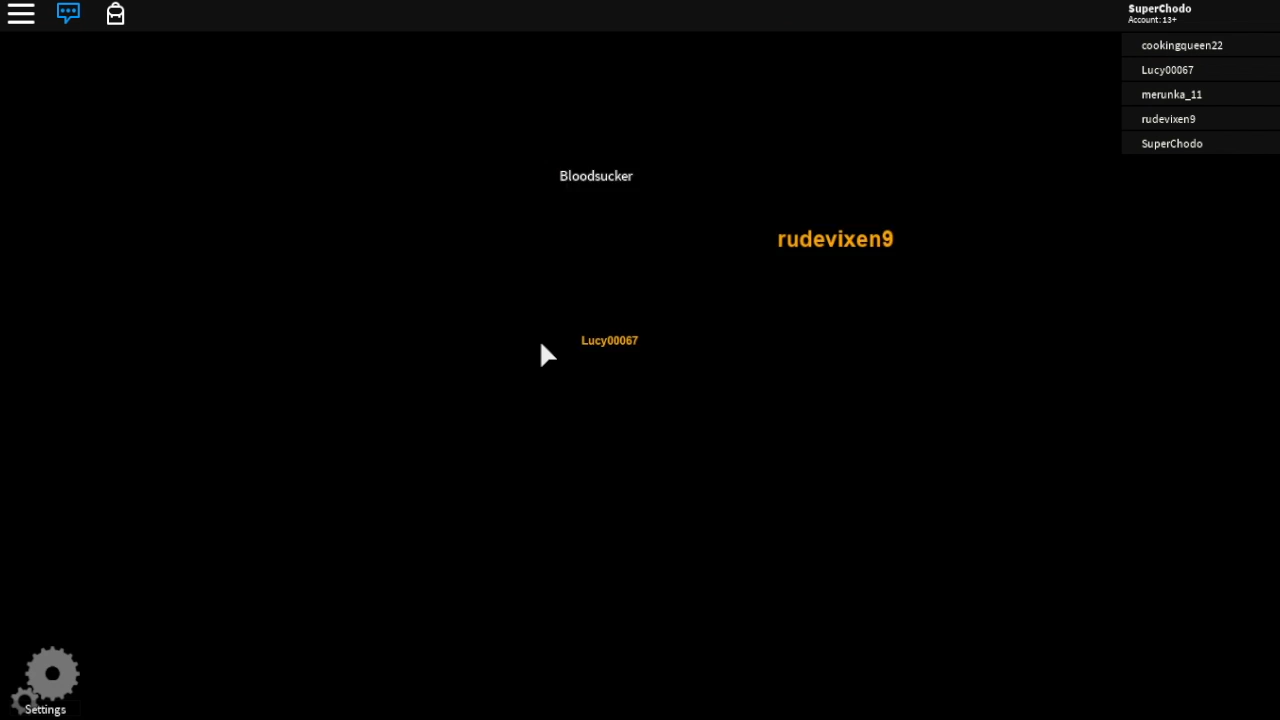 SuperChodo
Account: 13+
cookingqueen22
Lucy00067
merunka_11
rudevixen9
SuperChodo
Bloodsucker
rudevixen9
Lucy00067
Settings